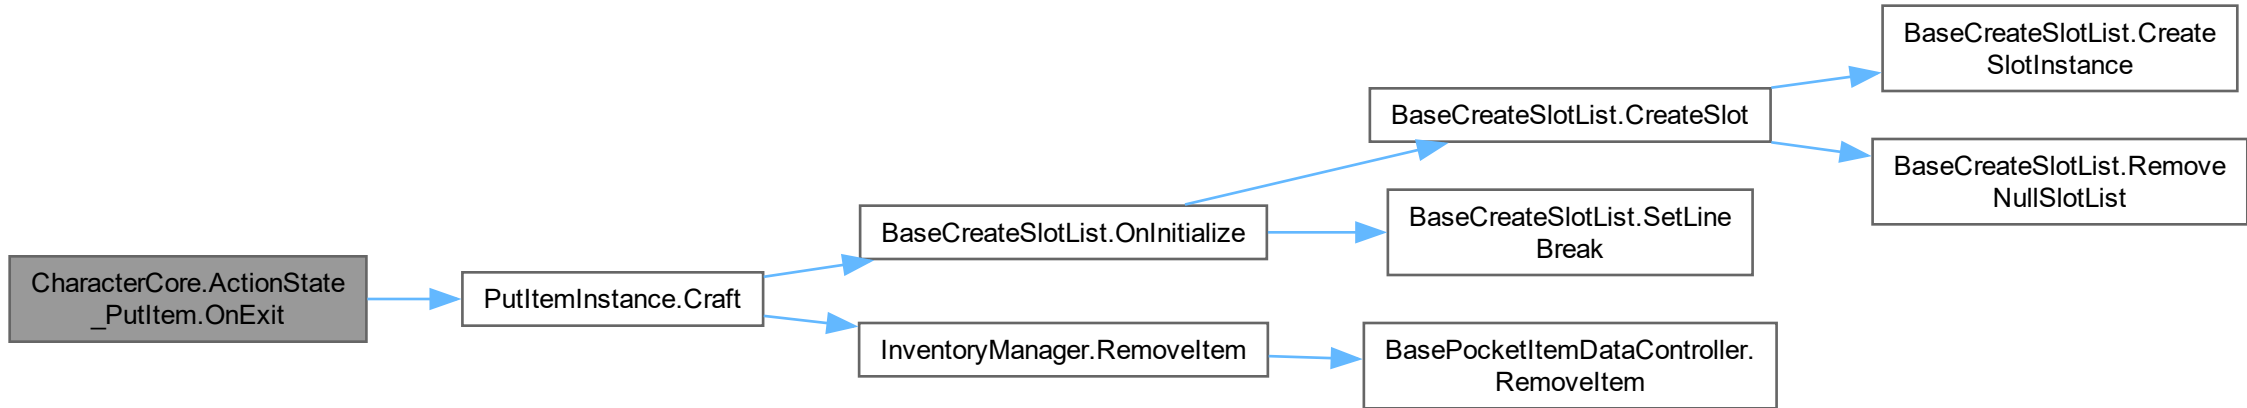 CharacterCore.ActionState
_PutItem.OnExit
PutItemInstance.Craft
BaseCreateSlotList.OnInitialize
BaseCreateSlotList.CreateSlot
BaseCreateSlotList.Create
SlotInstance
BaseCreateSlotList.Remove
NullSlotList
BaseCreateSlotList.SetLine
Break
InventoryManager.RemoveItem
BasePocketItemDataController.
RemoveItem